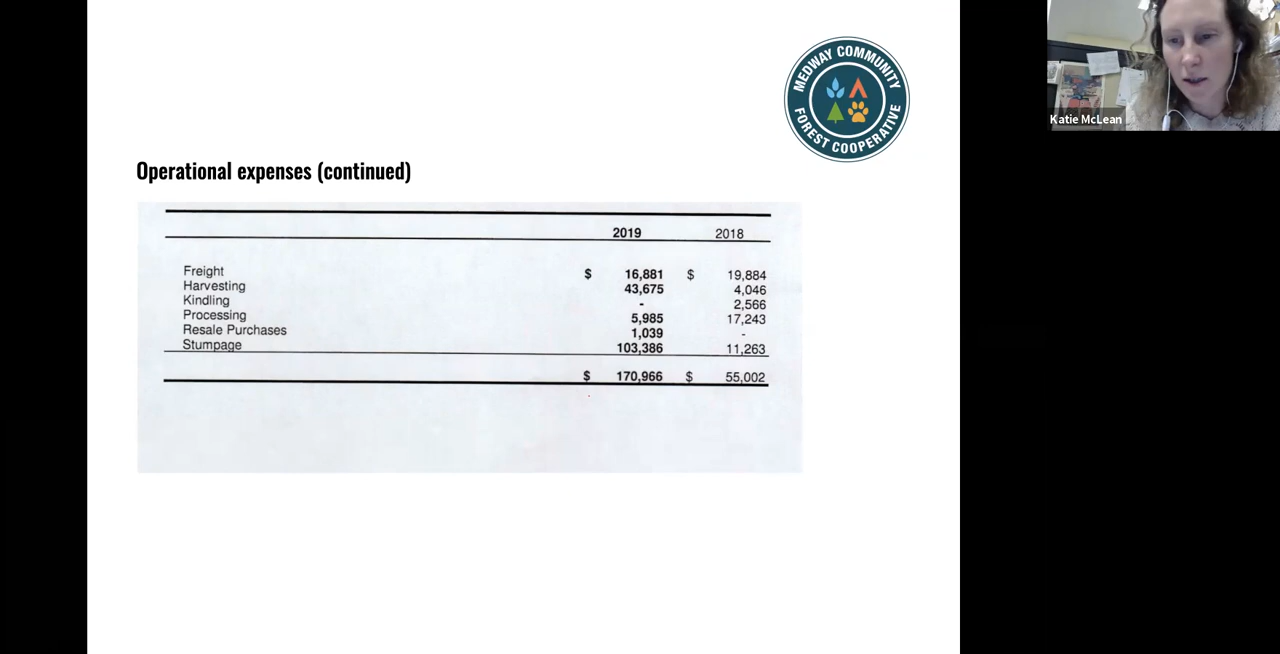 MEDWAY COMMUNITY
FOREST COOPERATIVE
Katie McLean
Operational expenses (continued)
2019 2018
Freight $ 16,881 $ 19,884
Harvesting 43,675 4,046
Kindling - 2,566
Processing 5,985 17,243
Resale Purchases 1,039 -
Stumpage 103,386 11,263
$ 170,966 $ 55,002